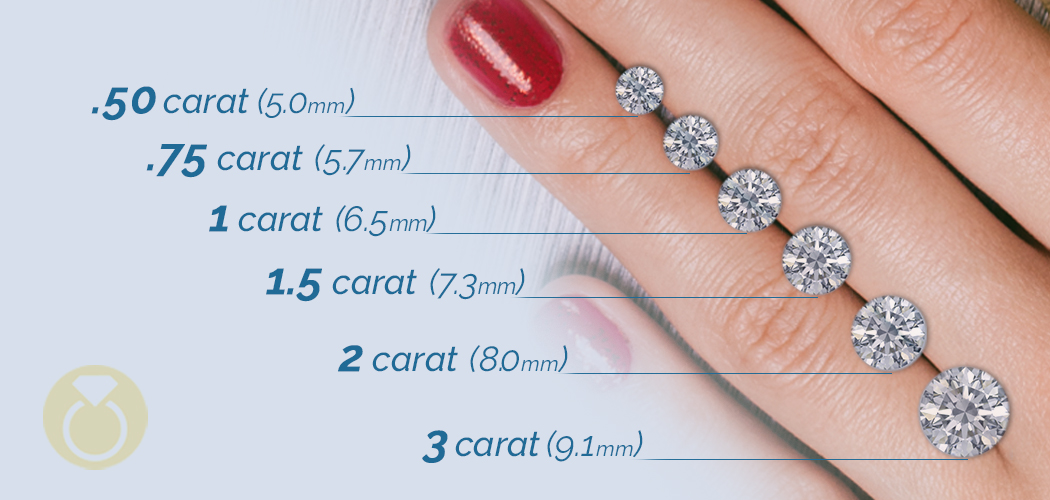 .50 carat (5.0mm)
.75 carat (5.7mm)
1 carat (6.5mm)
1.5 carat (7.3mm)
2 carat (8.0mm)
3 carat (9.1mm)